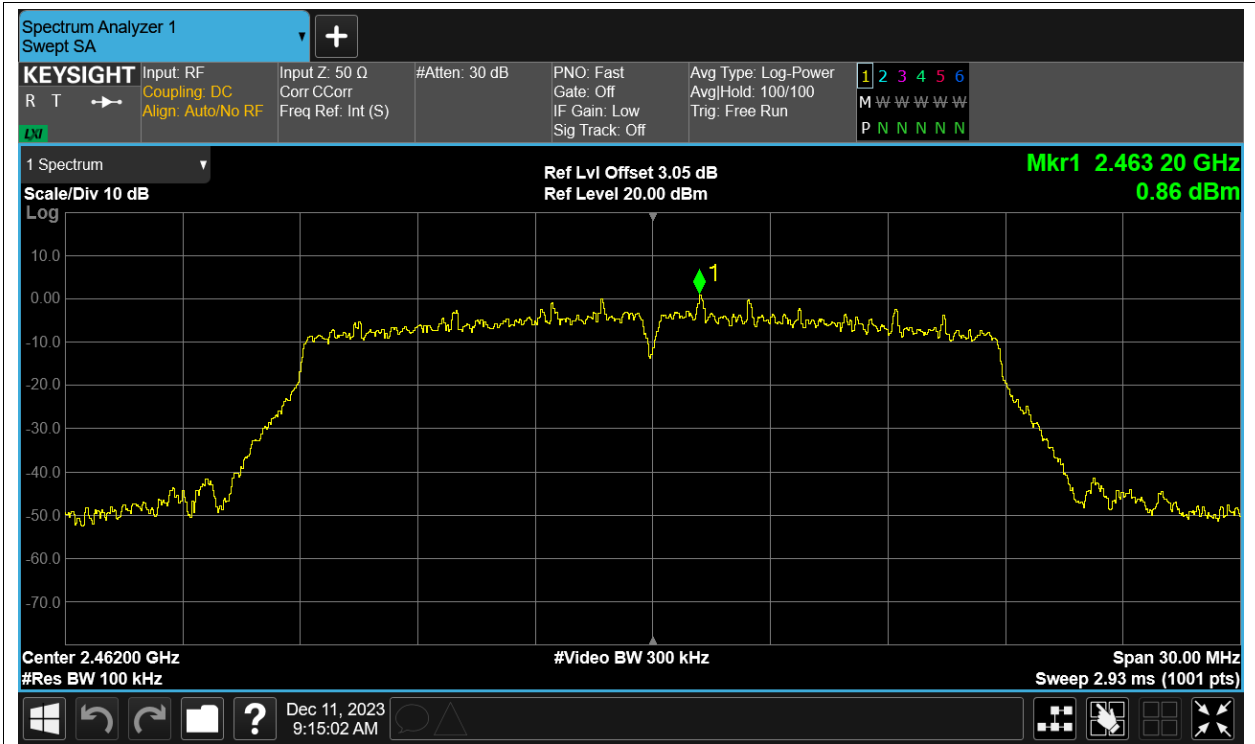 Spectrum Analyzer 1
Swept SA
KEYSIGHT
R T
LXI
Input: RF
Coupling: DC
Align: Auto/No RF
Input Z: 50 Ω
Corr CCorr
Freq Ref: Int (S)
#Atten: 30 dB
PNO: Fast
Gate: Off
IF Gain: Low
Sig Track: Off
Avg Type: Log-Power
Avg|Hold: 100/100
Trig: Free Run
1 2 3 4 5 6
M W W W W W
P N N N N N
1 Spectrum
Scale/Div 10 dB
Log
Ref Lvl Offset 3.05 dB
Ref Level 20.00 dBm
Mkr1 2.463 20 GHz
0.86 dBm
10.0
0.00
-10.0
-20.0
-30.0
-40.0
-50.0
-60.0
-70.0
1
Center 2.46200 GHz
#Res BW 100 kHz
#Video BW 300 kHz
Span 30.00 MHz
Sweep 2.93 ms (1001 pts)
?
Dec 11, 2023
9:15:02 AM